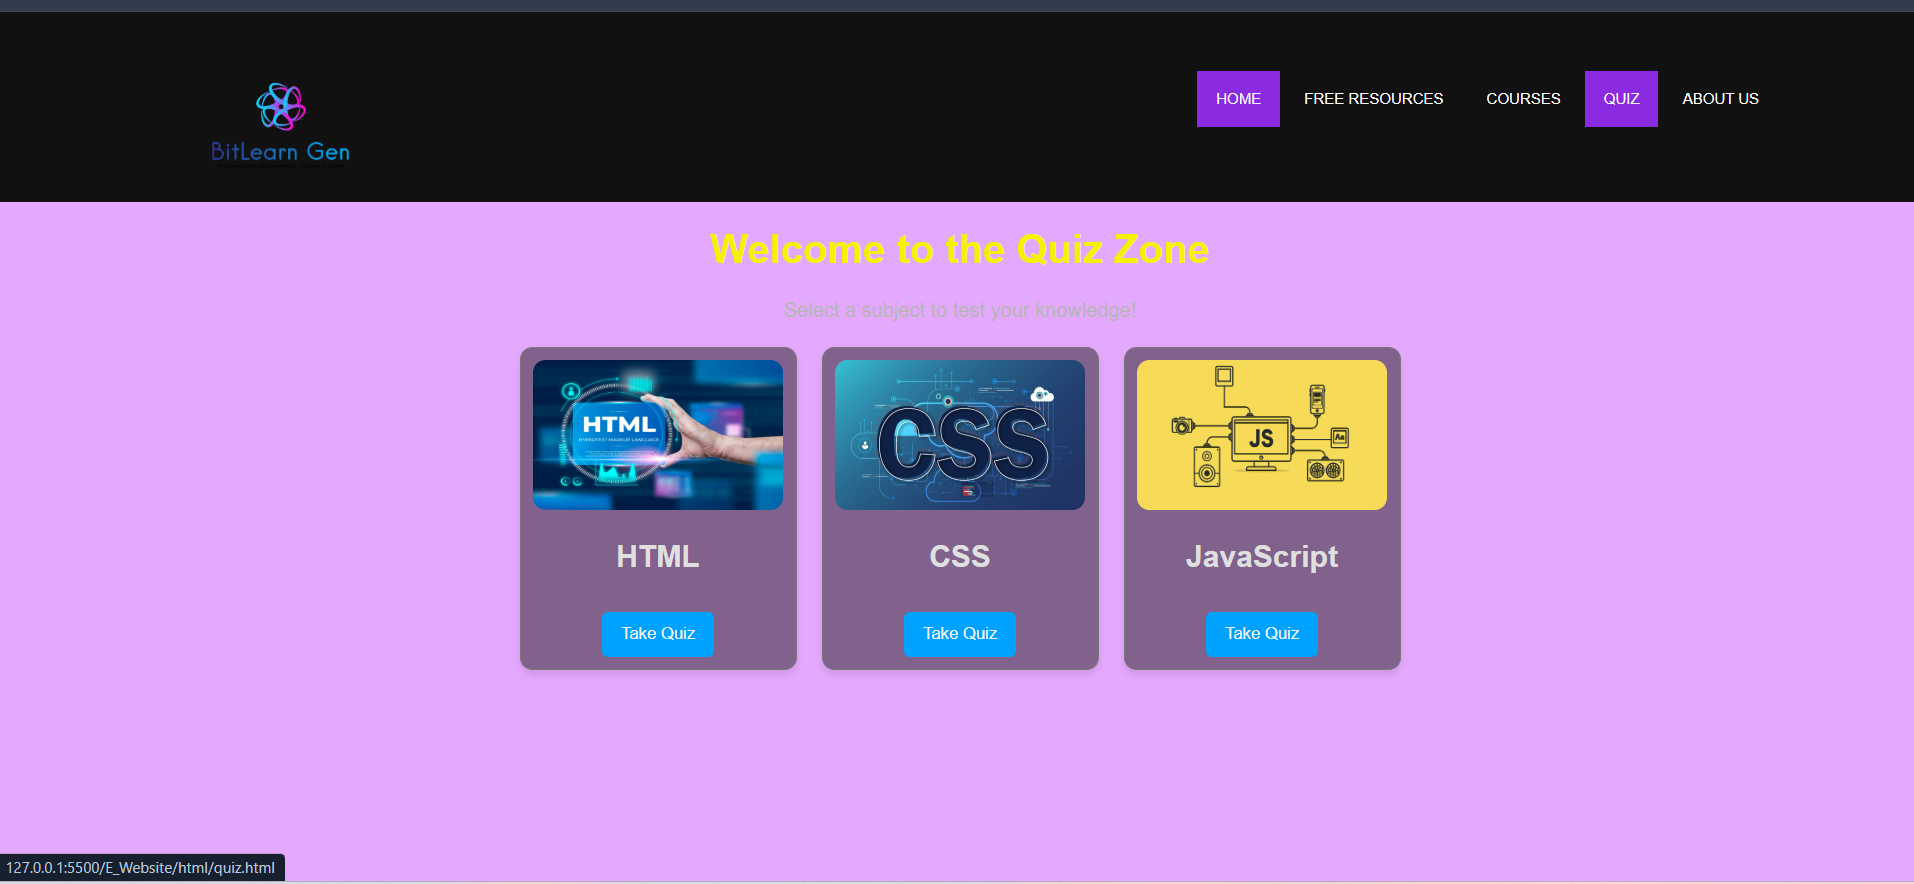 HOME FREE RESOURCES COURSES QUIZ ABOUT US
BitLearn Gen
Welcome to the Quiz Zone
Select a subject to test your knowledge!
HTML
HYPERTEXT MARKUP LANGUAGE
CSS
JS
Aa
HTML
CSS
JavaScript
Take Quiz
Take Quiz
Take Quiz
127.0.0.1:5500/E_Website/html/quiz.html